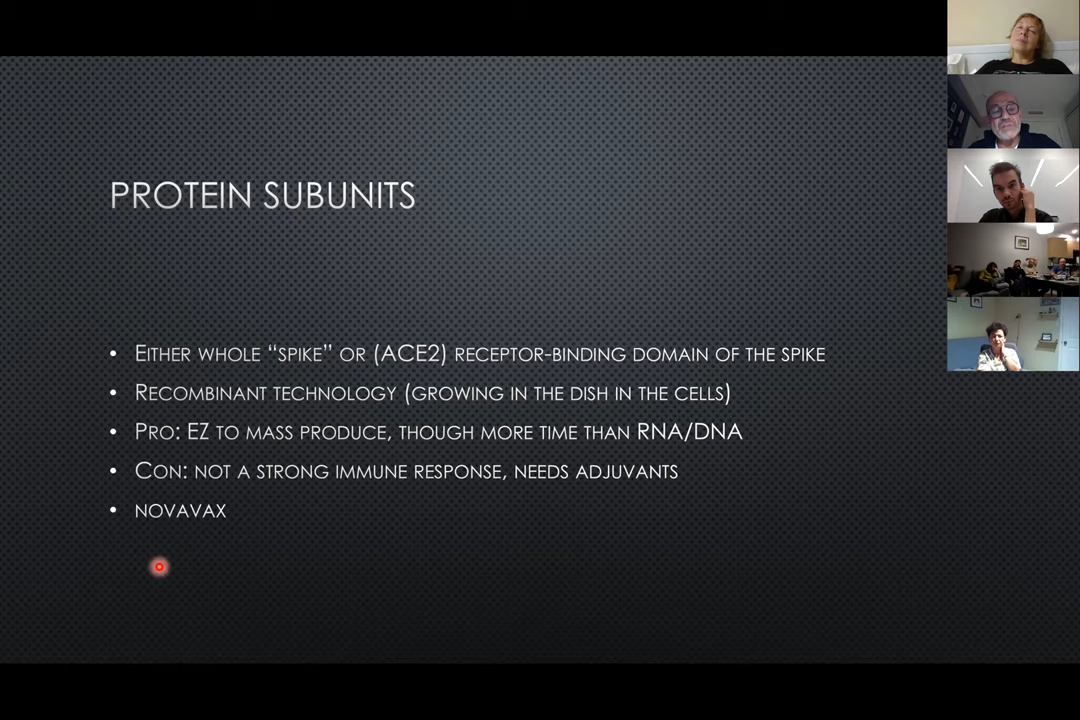 PROTEIN SUBUNITS
• EITHER WHOLE “SPIKE” OR (ACE2) RECEPTOR-BINDING DOMAIN OF THE SPIKE
• RECOMBINANT TECHNOLOGY (GROWING IN THE DISH IN THE CELLS)
• PRO: EZ TO MASS PRODUCE, THOUGH MORE TIME THAN RNA/DNA
• CON: NOT A STRONG IMMUNE RESPONSE, NEEDS ADJUVANTS
• NOVAVAX